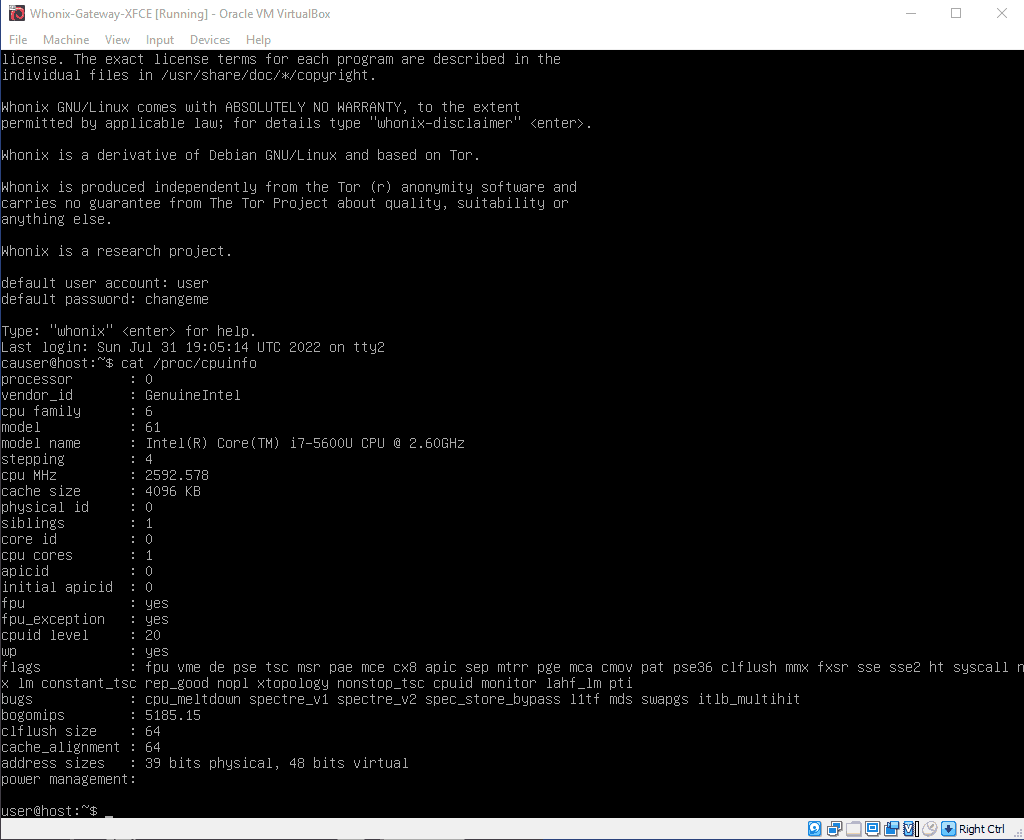 Whonix-Gateway-XFCE [Running] - Oracle VM VirtualBox
File Machine View Input Devices Help
license. The exact license terms for each program are described in the
individual files in /usr/share/doc/*/copyright.
Whonix GNU/Linux comes with ABSOLUTELY NO WARRANTY, to the extent
permitted by applicable law; for details type "whonix-disclaimer" <enter>.
Whonix is a derivative of Debian GNU/Linux and based on Tor.
Whonix is produced independently from the Tor (r) anonymity software and
carries no guarantee from The Tor Project about quality, suitability or
anything else.
Whonix is a research project.
default user account: user
default password: changeme
Type: "whonix" <enter> for help.
Last login: Sun Jul 31 19:05:14 UTC 2022 on tty2
causer@host:~$ cat /proc/cpuinfo
processor : 0
vendor_id : GenuineIntel
cpu family : 6
model : 61
model name : Intel(R) Core(TM) i7-5600U CPU @ 2.60GHz
stepping : 4
cpu MHz : 2592.578
cache size : 4096 KB
physical id : 0
siblings : 1
core id : 0
cpu cores : 1
apicid : 0
initial apicid : 0
fpu : yes
fpu_exception : yes
cpuid level : 20
wp : yes
flags : fpu vme de pse tsc msr pae mce cx8 apic sep mtrr pge mca cmov pat pse36 clflush mmx fxsr sse sse2 ht syscall n
x lm constant_tsc rep_good nopl xtopology nonstop_tsc cpuid monitor lahf_lm pti
bugs : cpu_meltdown spectre_v1 spectre_v2 spec_store_bypass l1tf mds swapgs itlb_multihit
bogomips : 5185.15
clflush size : 64
cache_alignment : 64
address sizes : 39 bits physical, 48 bits virtual
power management:
user@host:~$ _
Right Ctrl